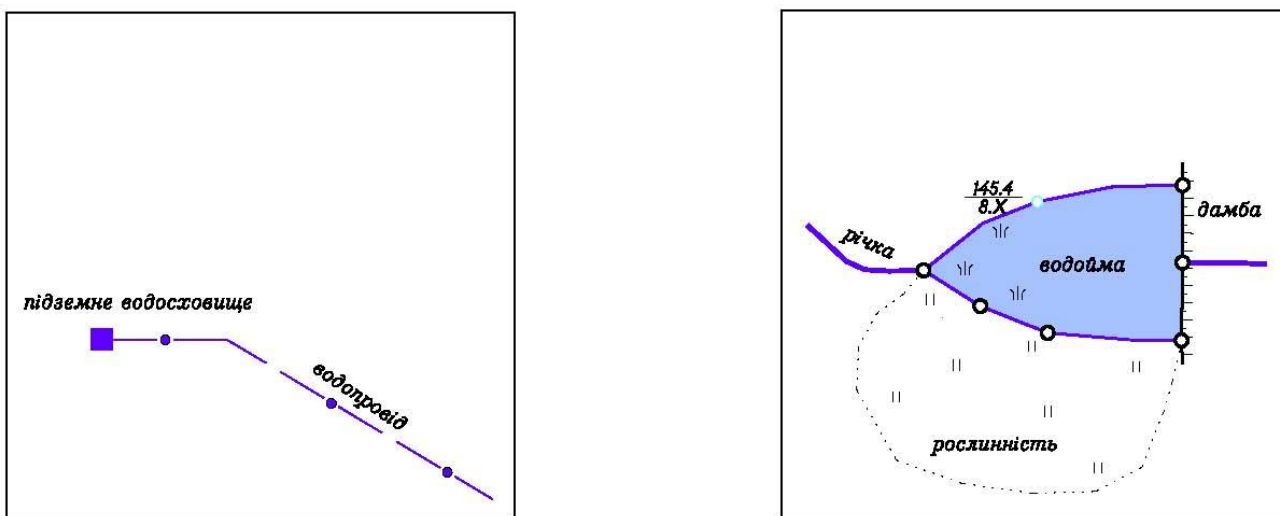 підземне водосховище
водопровід
145.4
8.X
річка
водойма
дамба
рослинність